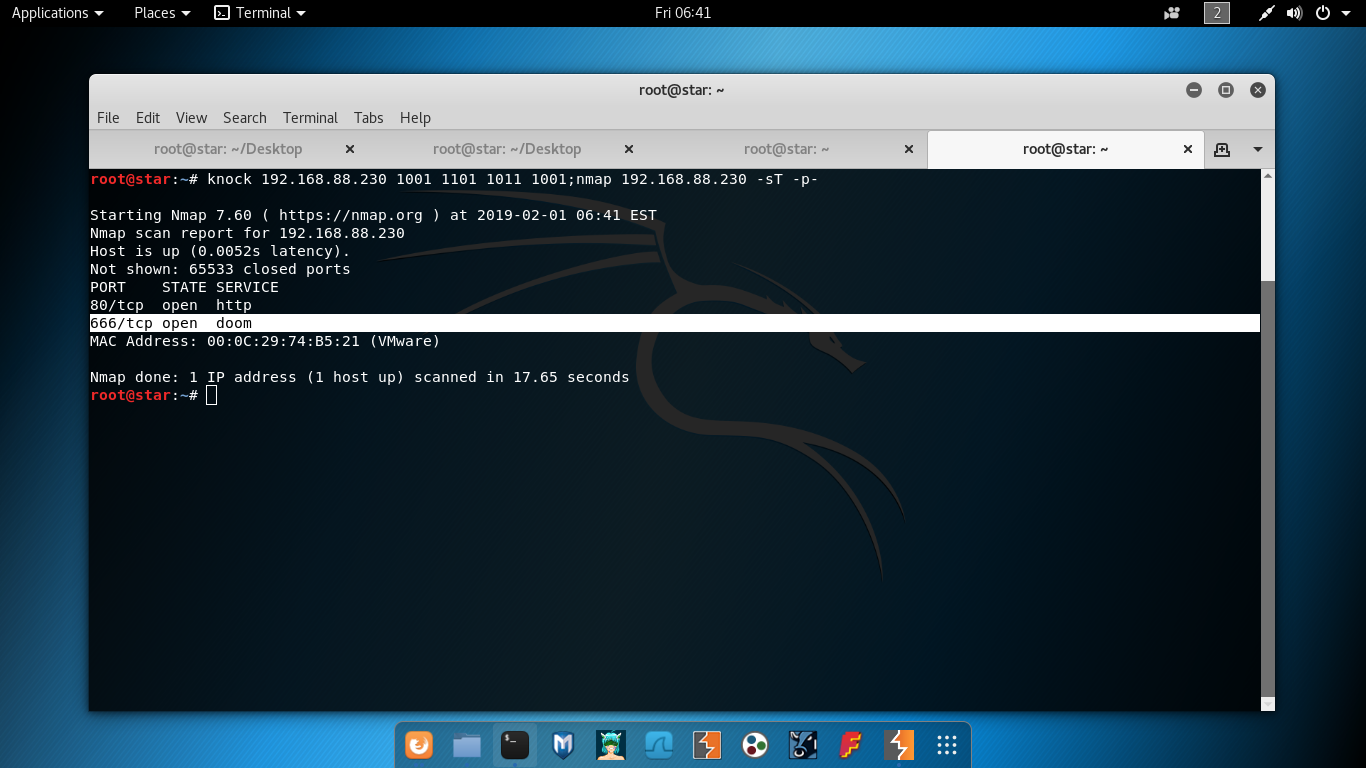 Applications Places Terminal Fri 06:41 2
root@star: ~
File Edit View Search Terminal Tabs Help
root@star: ~/Desktop root@star: ~/Desktop root@star: ~ root@star: ~
root@star:~# knock 192.168.88.230 1001 1101 1011 1001;nmap 192.168.88.230 -sT -p-
Starting Nmap 7.60 ( https://nmap.org ) at 2019-02-01 06:41 EST
Nmap scan report for 192.168.88.230
Host is up (0.0052s latency).
Not shown: 65533 closed ports
PORT    STATE SERVICE
80/tcp  open  http
666/tcp open  doom
MAC Address: 00:0C:29:74:B5:21 (VMware)
Nmap done: 1 IP address (1 host up) scanned in 17.65 seconds
root@star:~#